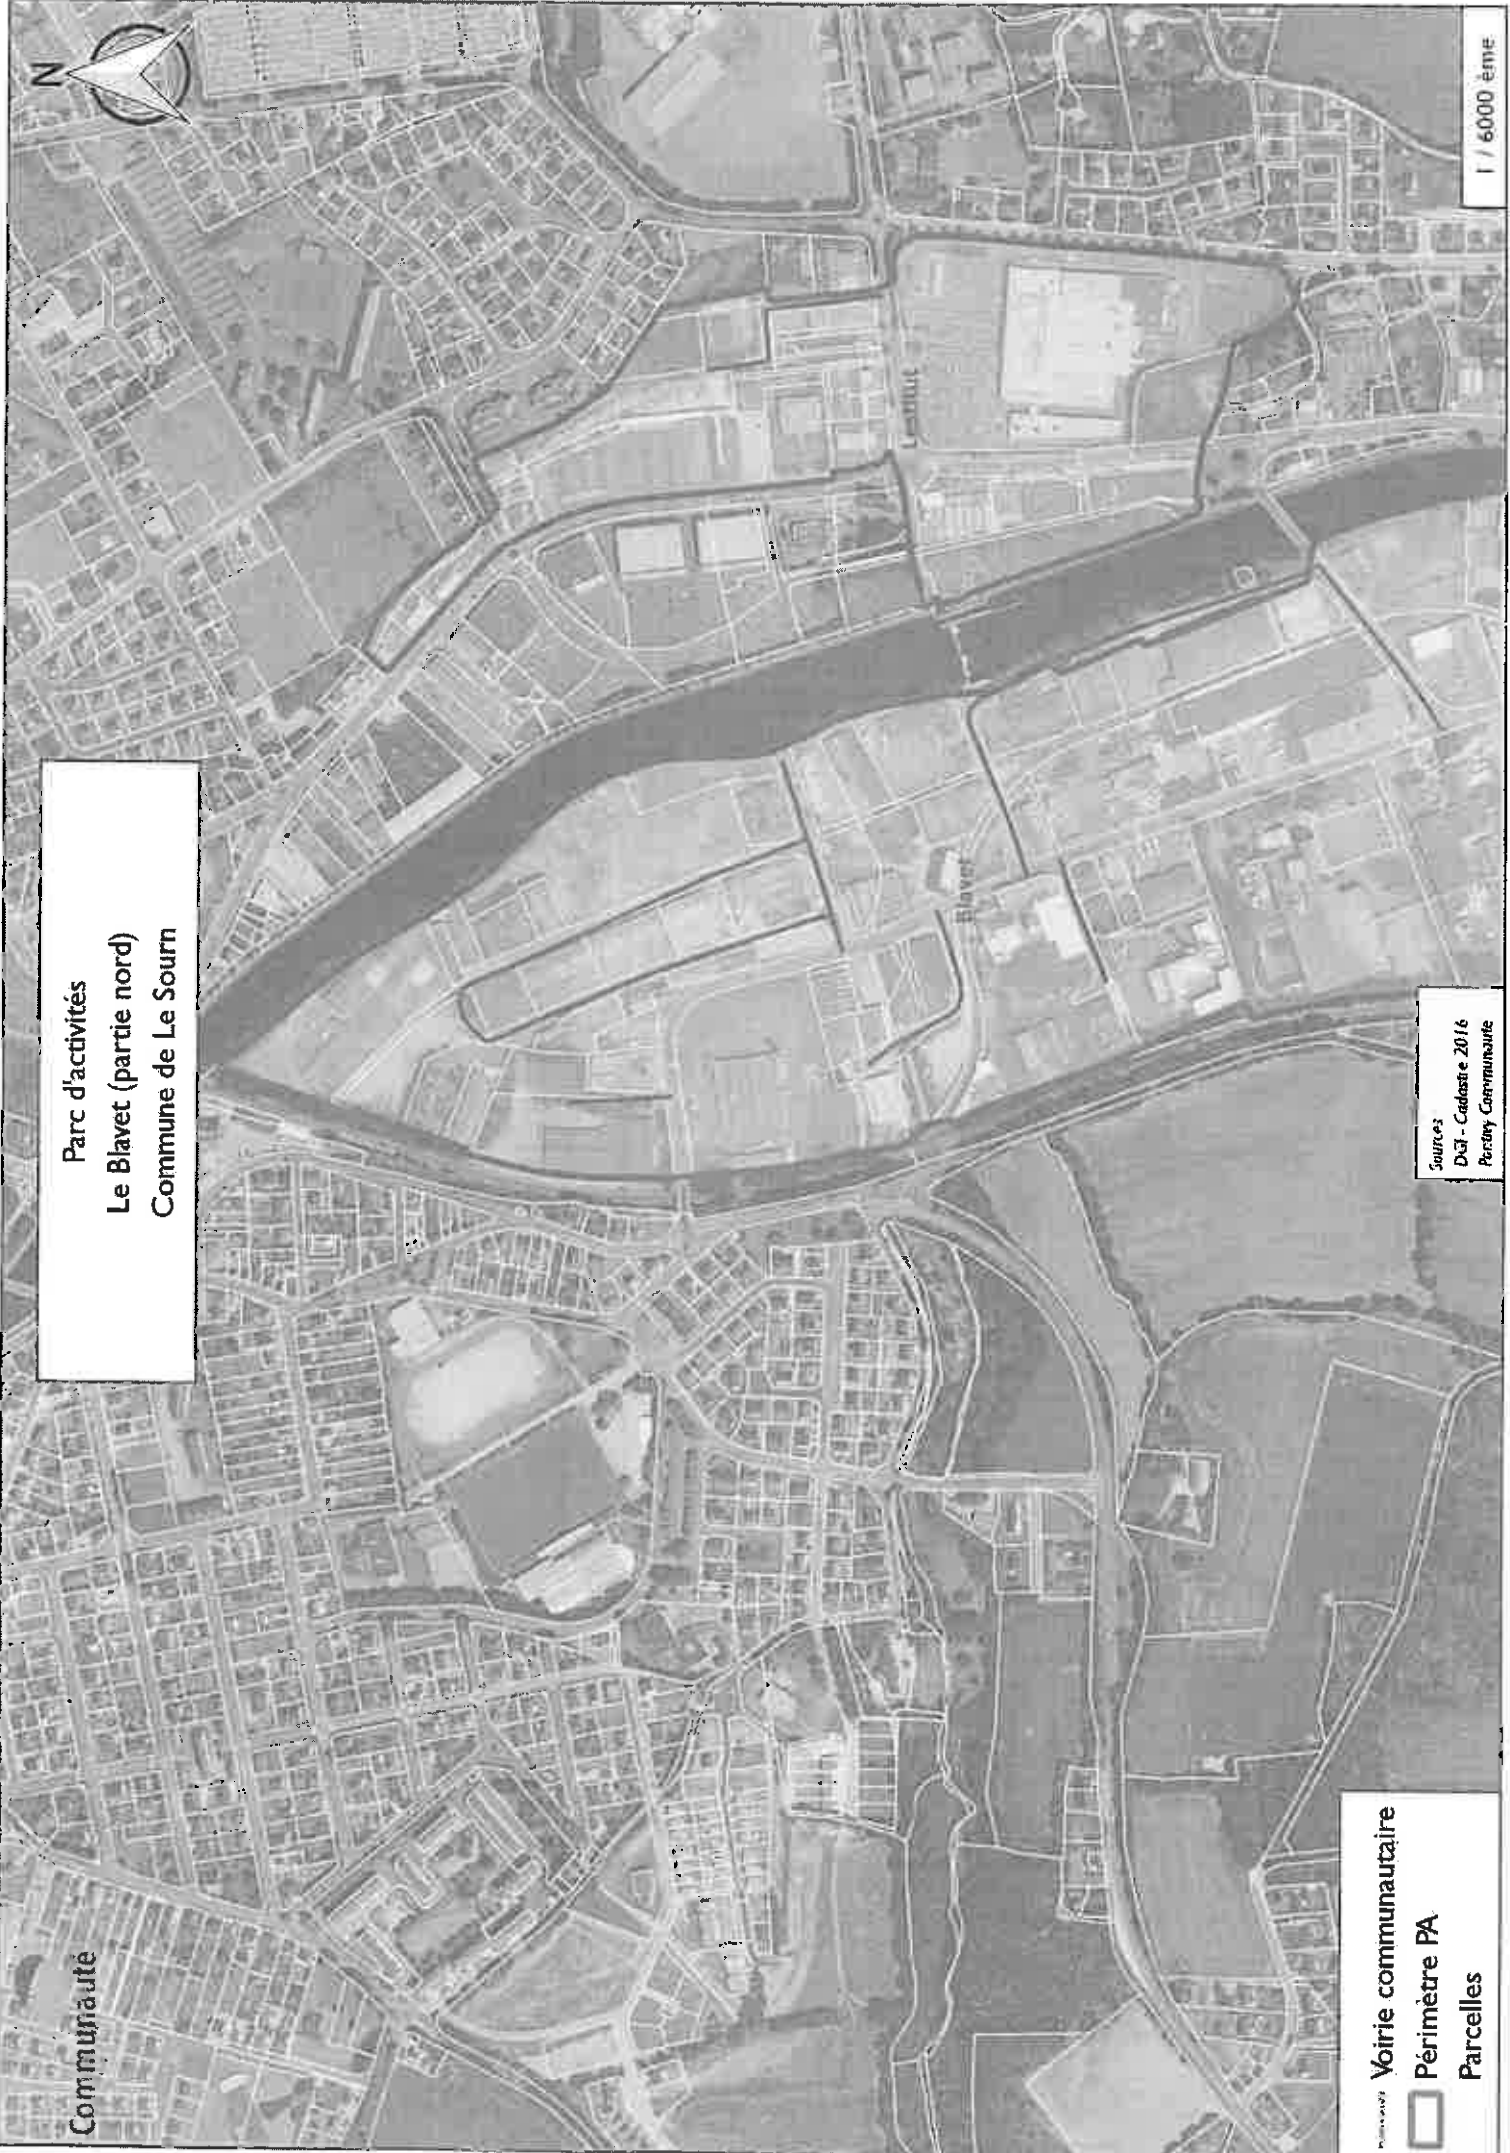 Communauté
Parc d'activités
Le Blavet (partie nord)
Commune de Le Sourn
N
Blavet
Voirie communautaire
Périmètre PA
Parcelles
Sources
DGI - Cadastre 2016
Pontivy Communauté
1 / 6000 ème